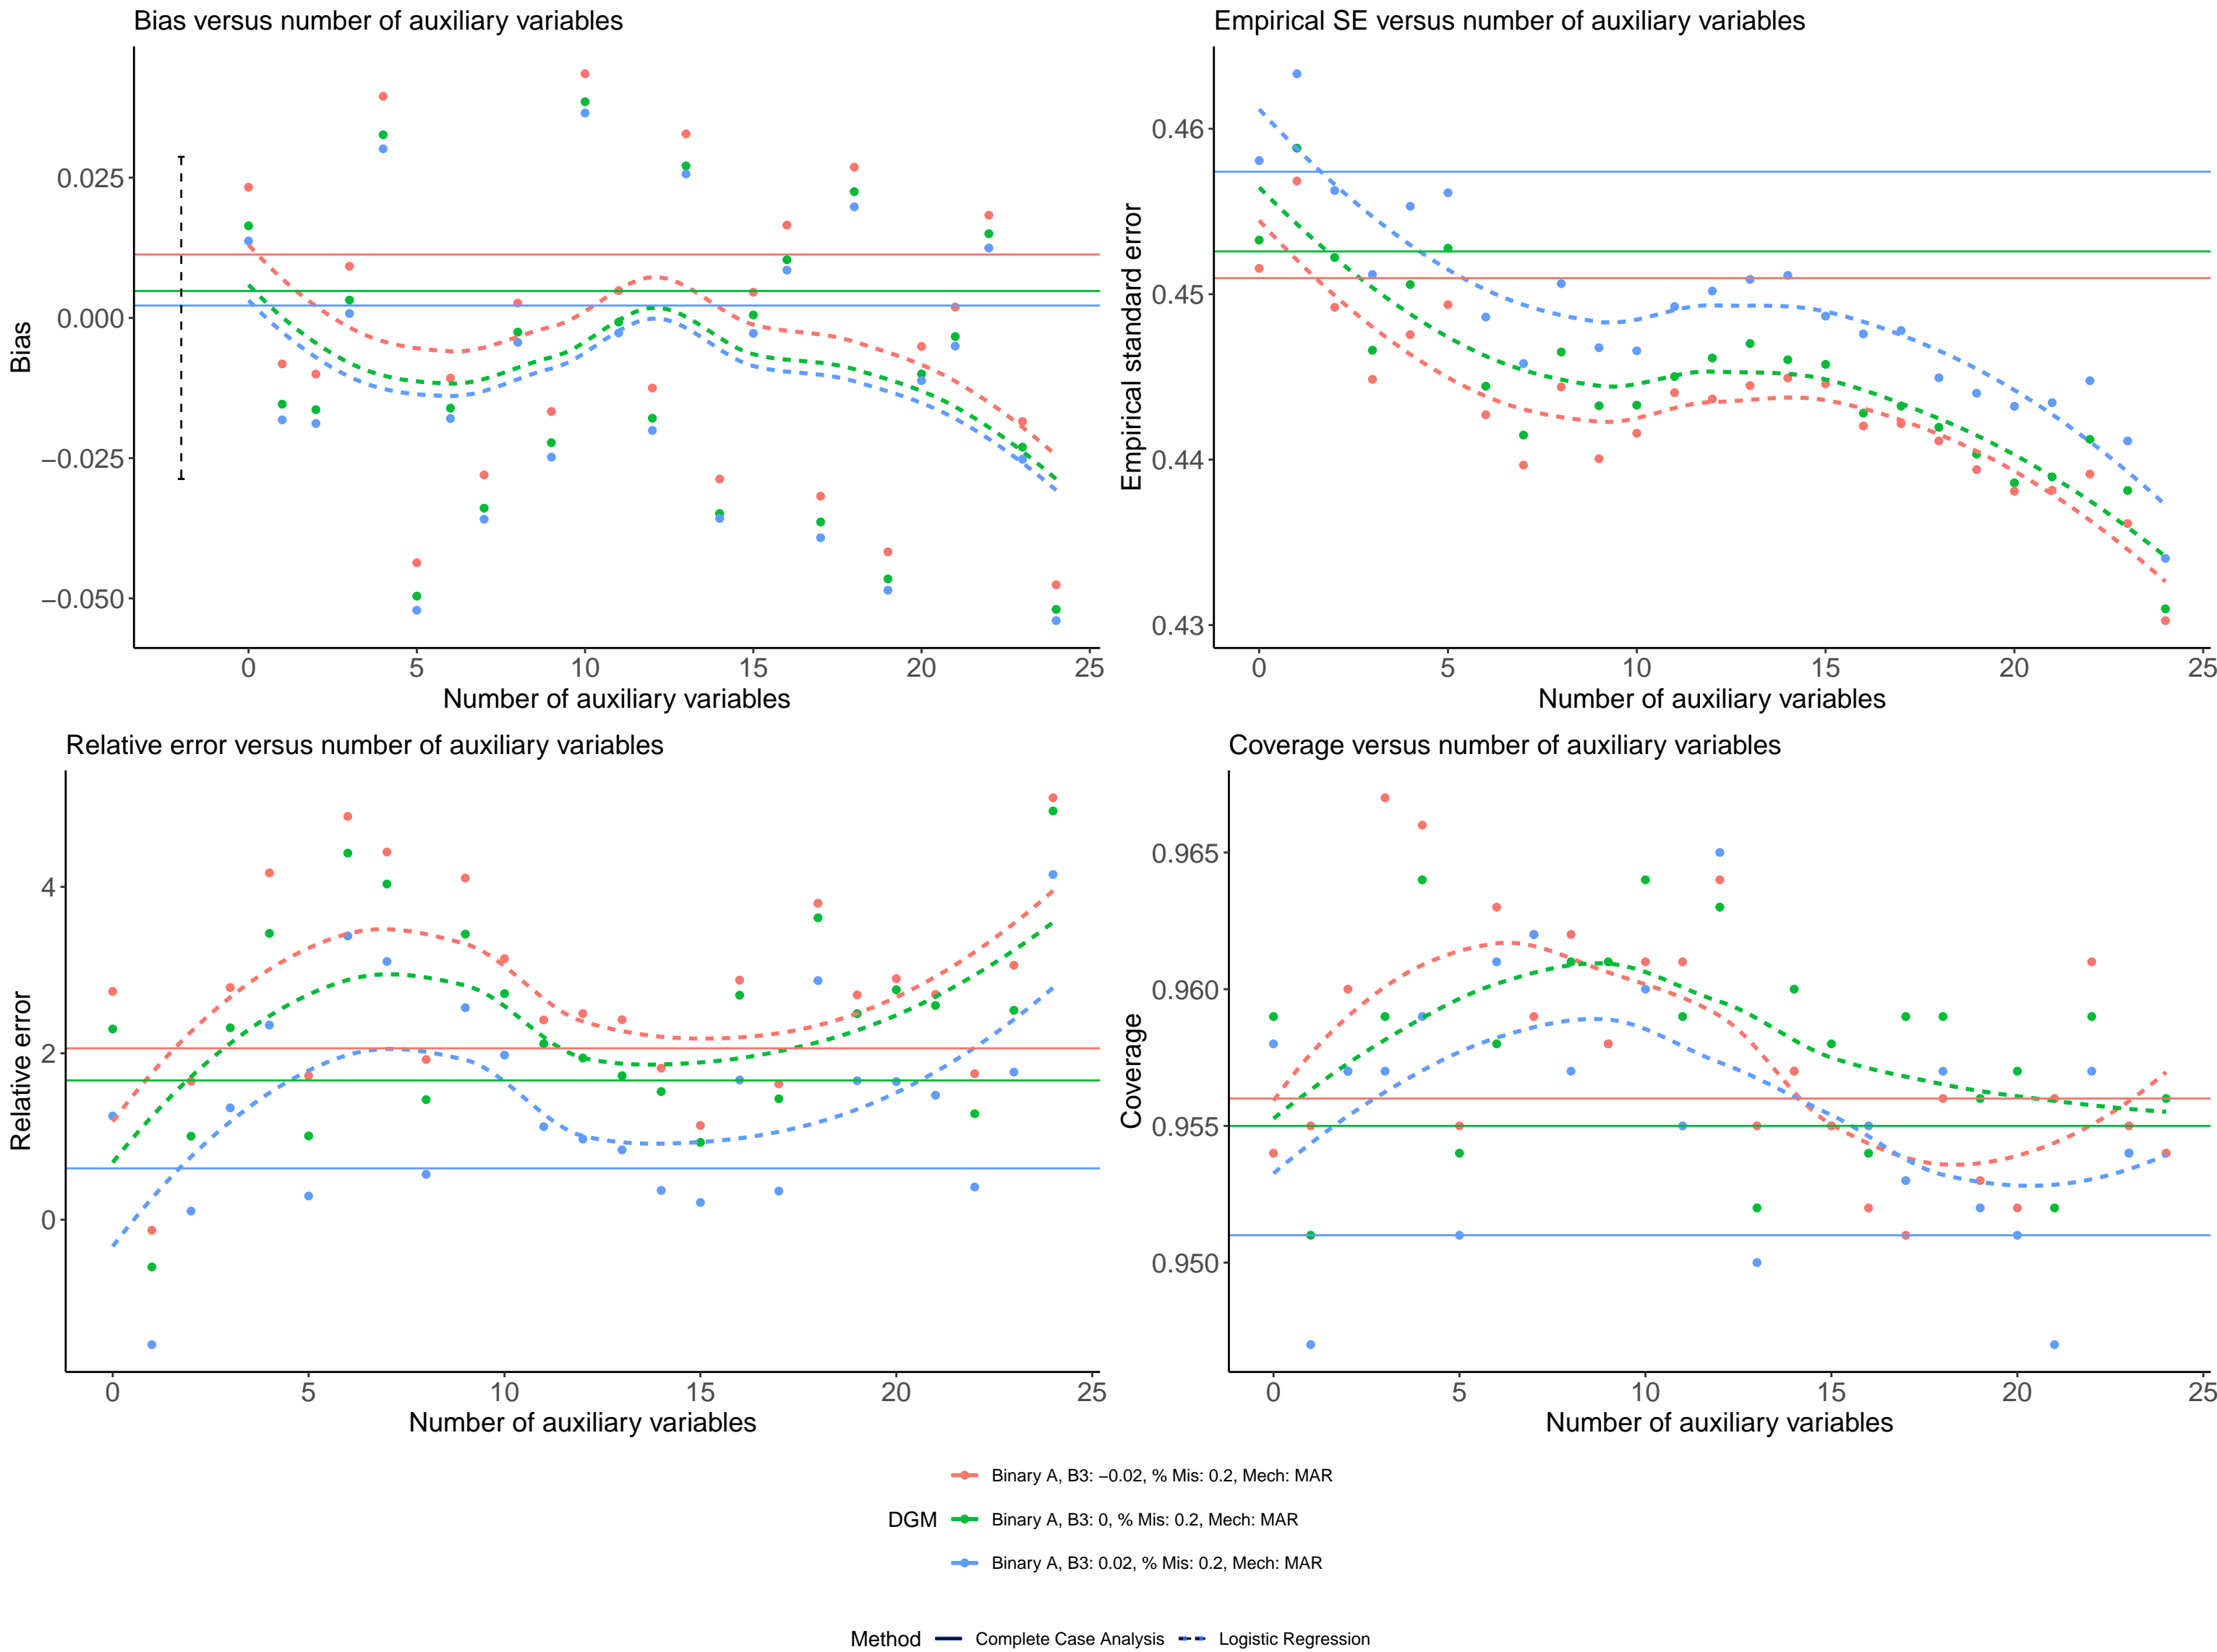 Bias versus number of auxiliary variables
Bias
0.025
0.000
−0.025
−0.050
0 5 10 15 20 25
Number of auxiliary variables
Empirical SE versus number of auxiliary variables
Empirical standard error
0.46
0.45
0.44
0.43
0 5 10 15 20 25
Number of auxiliary variables
Relative error versus number of auxiliary variables
Relative error
4
2
0
0 5 10 15 20 25
Number of auxiliary variables
Coverage versus number of auxiliary variables
Coverage
0.965
0.960
0.955
0.950
0 5 10 15 20 25
Number of auxiliary variables
DGM
Binary A, B3: −0.02, % Mis: 0.2, Mech: MAR
Binary A, B3: 0, % Mis: 0.2, Mech: MAR
Binary A, B3: 0.02, % Mis: 0.2, Mech: MAR
Method Complete Case Analysis Logistic Regression